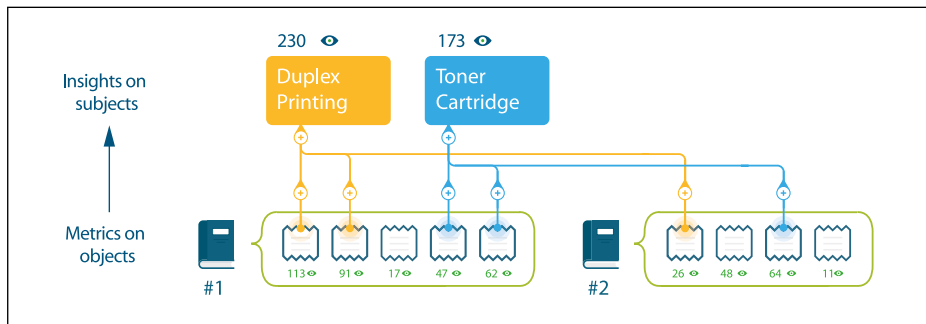 230
173
Duplex
Printing
Toner
Cartridge
Insights on
subjects
Metrics on
objects
#1
113
91
17
47
62
#2
26
48
64
11